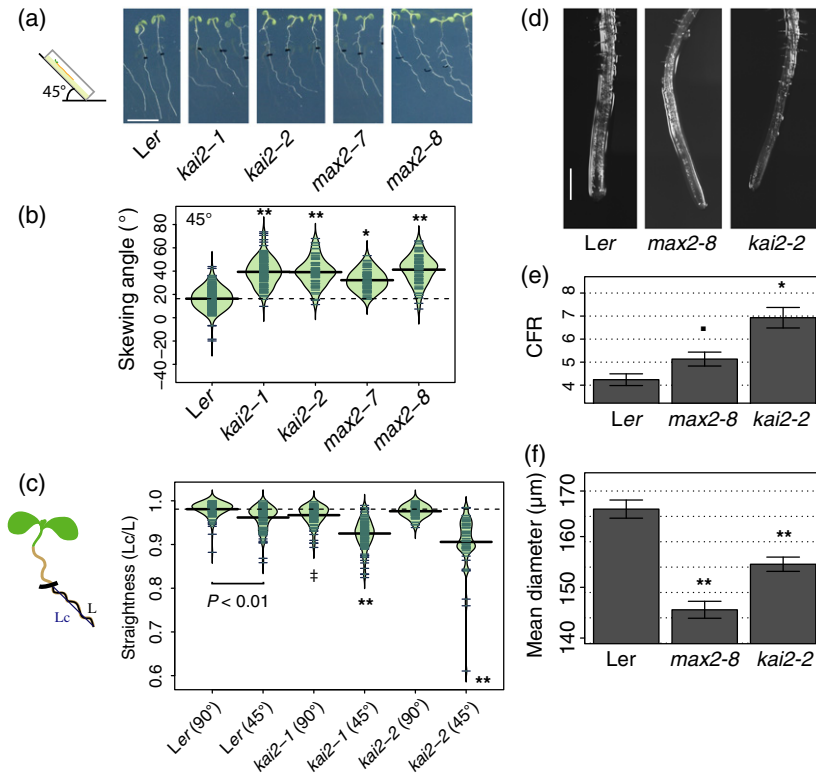 (a)
45°
Ler
kai2−1
kai2−2
max2−7
max2−8
(b)
Skewing angle (°)
80
60
40
20
0
−40
−80
45°
**
**
*
**
Ler
kai2−1
kai2−2
max2−7
max2−8
(c)
Lc
L
Straightness (Lc/L)
1.0
0.9
0.8
0.7
0.6
P < 0.01
**
**
Ler (90°)
Ler (45°)
kai2−1 (90°)
kai2−1 (45°)
kai2−2 (90°)
kai2−2 (45°)
(d)
Ler
max2-8
kai2-2
(e)
CFR
8
7
6
5
4
*
Ler
max2-8
kai2-2
(f)
Mean diameter (µm)
170
160
150
140
**
**
Ler
max2-8
kai2-2